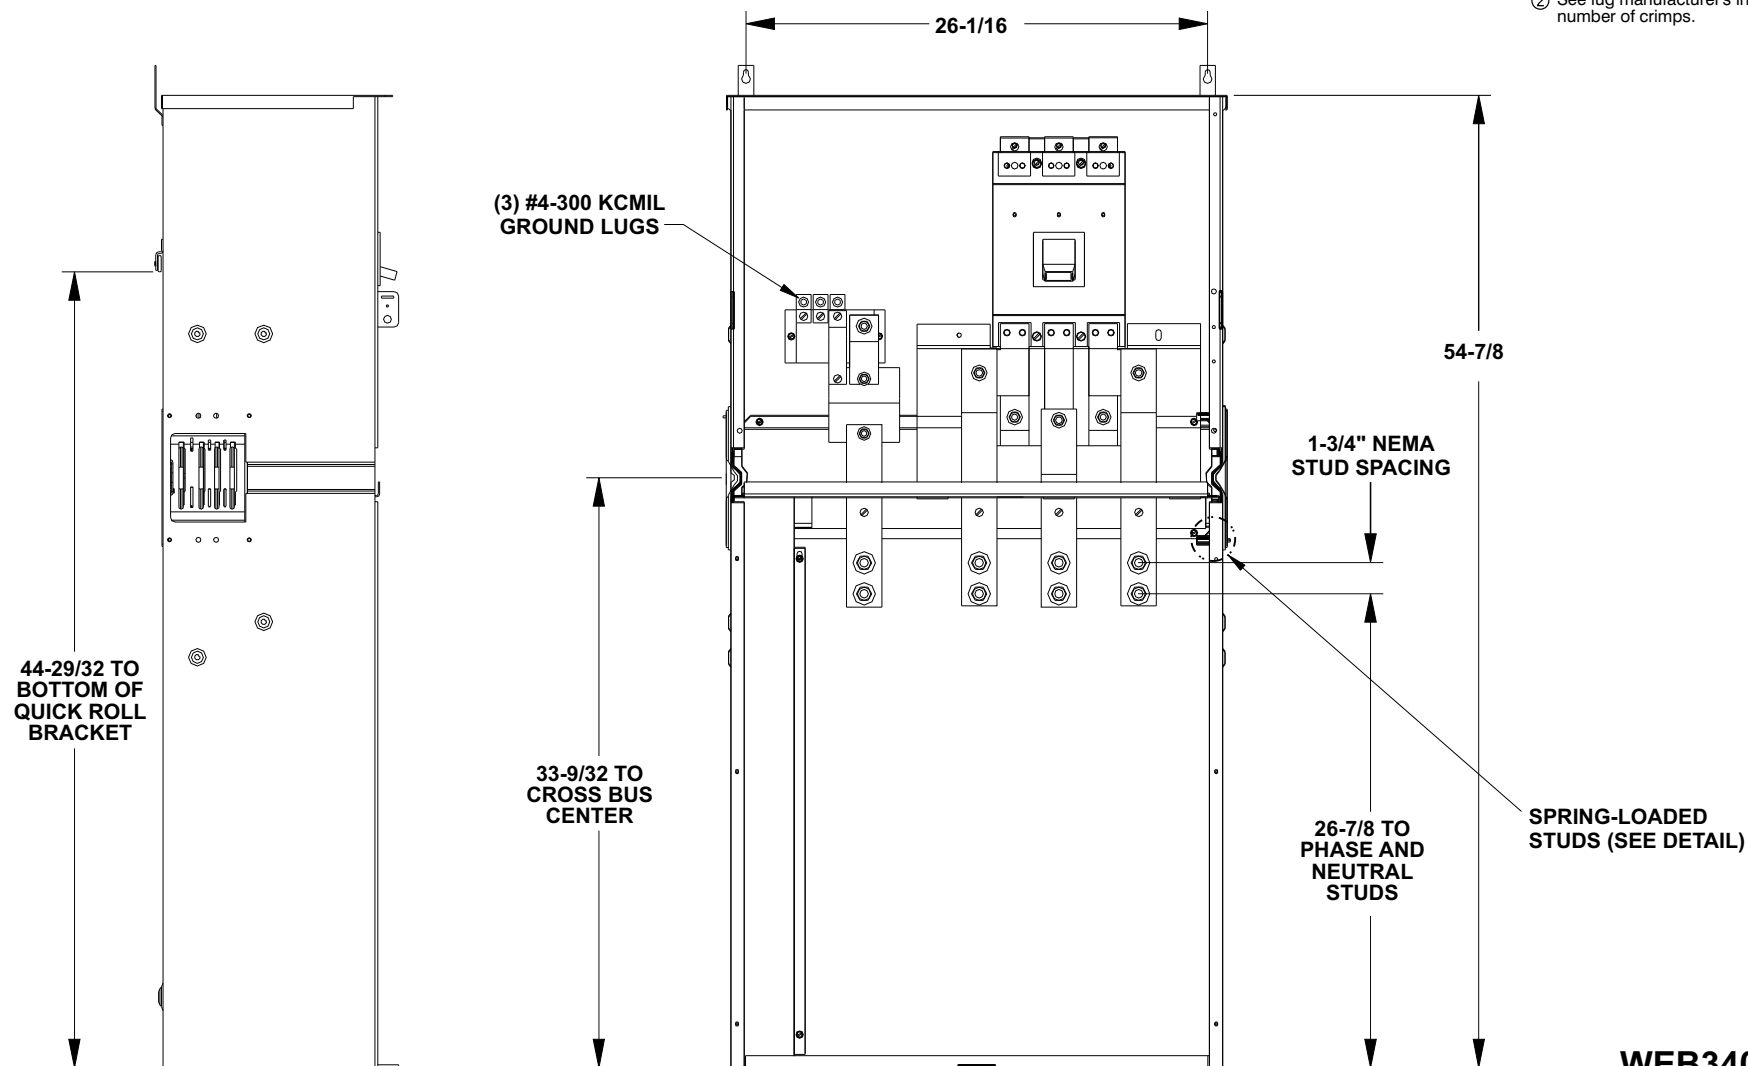 ② See lug manufacturer's
number of crimps.
26-1/16
(3) #4-300 KCMIL
GROUND LUGS
54-7/8
1-3/4" NEMA
STUD SPACING
44-29/32 TO
BOTTOM OF
QUICK ROLL
BRACKET
33-9/32 TO
CROSS BUS
CENTER
26-7/8 TO
PHASE AND
NEUTRAL
STUDS
SPRING-LOADED
STUDS (SEE DETAIL)